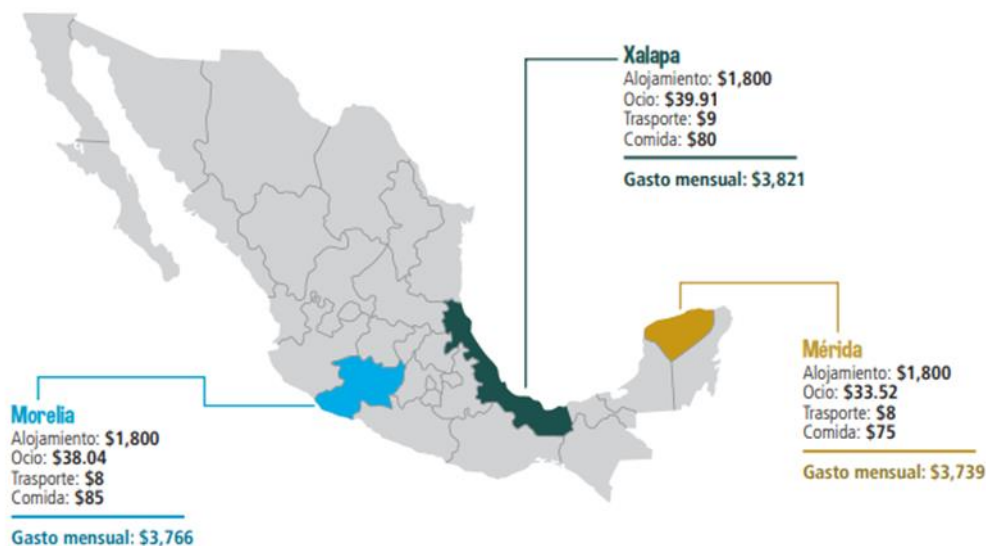 Xalapa
Alojamiento: $1,800
Ocio: $39.91
Trasporte: $9
Comida: $80
Gasto mensual: $3,821
Mérida
Alojamiento: $1,800
Ocio: $33.52
Trasporte: $8
Comida: $75
Gasto mensual: $3,739
Morelia
Alojamiento: $1,800
Ocio: $38.04
Trasporte: $8
Comida: $85
Gasto mensual: $3,766